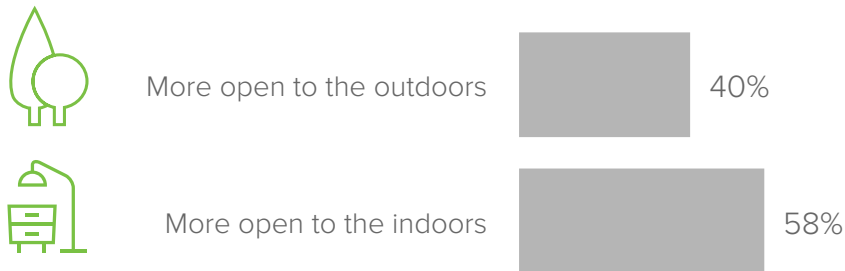 More open to the outdoors 40%
More open to the indoors 58%